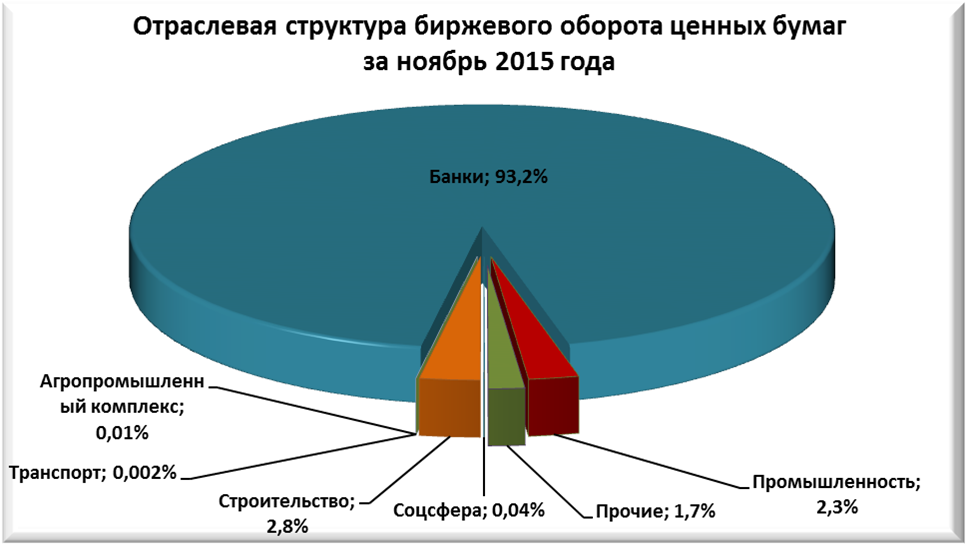 Отраслевая структура биржевого оборота ценных бумаг
за ноябрь 2015 года
Банки; 93,2%
Агропромышленн
ый комплекс;
0,01%
Транспорт; 0,002%
Строительство;
2,8%
Соцсфера; 0,04%
Прочие; 1,7%
Промышленность;
2,3%